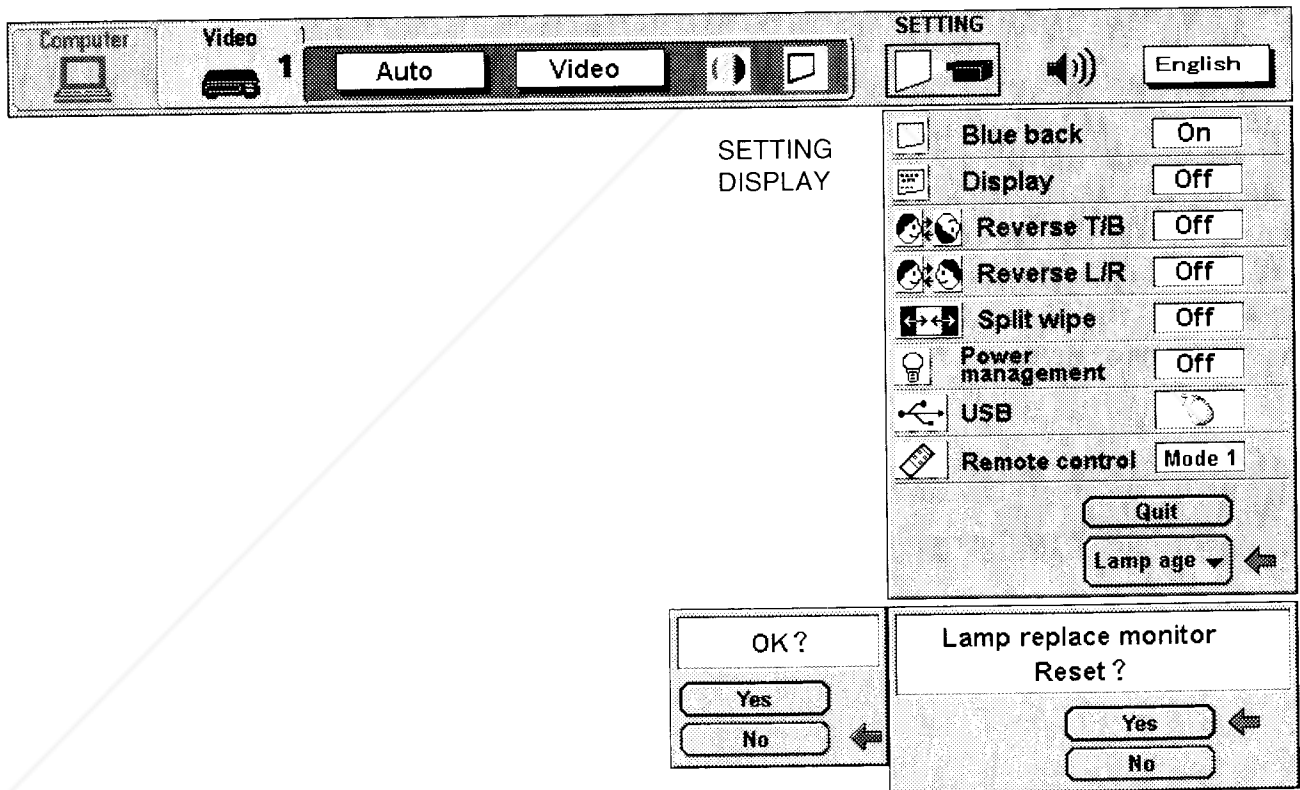 SETTING
Computer Video 1 Auto Video English
SETTING
DISPLAY
Blue back On
Display Off
Reverse T/B Off
Reverse L/R Off
Split wipe Off
Power
management Off
USB
Remote control Mode 1
Quit
Lamp age
OK?
Yes
No
Lamp replace monitor
Reset?
Yes
No